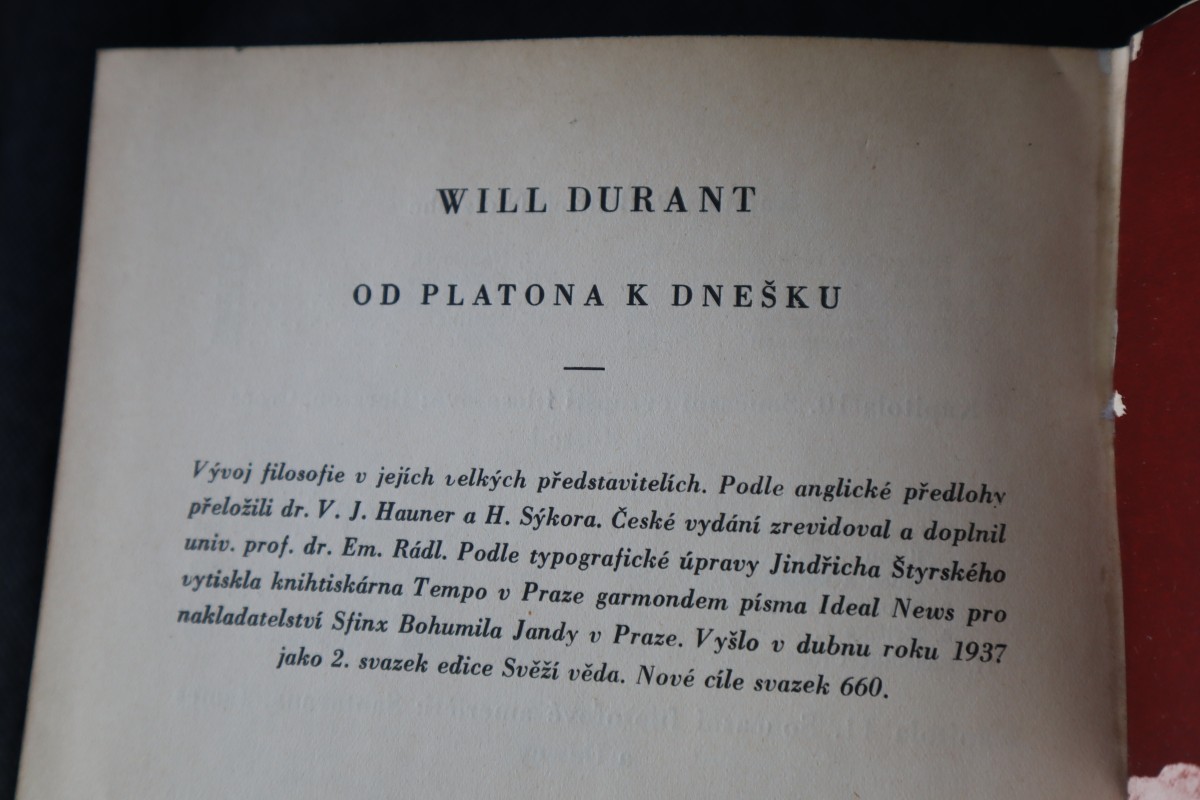 WILL DURANT
OD PLATONA K DNEŠKU
Vývoj filosofie v jejích velkých představitelích. Podle anglické předlohy
přeložili dr. V. J. Hauner a H. Sýkora. České vydání zrevidoval a doplnil
univ. prof. dr. Em. Rádl. Podle typografické úpravy Jindřicha Štyrského
vytiskla knihtiskárna Tempo v Praze garmondem písma Ideal News pro
nakladatelství Sfinx Bohumila Jandy v Praze. Vyšlo v dubnu roku 1937
jako 2. svazek edice Svěží věda. Nové cíle svazek 660.